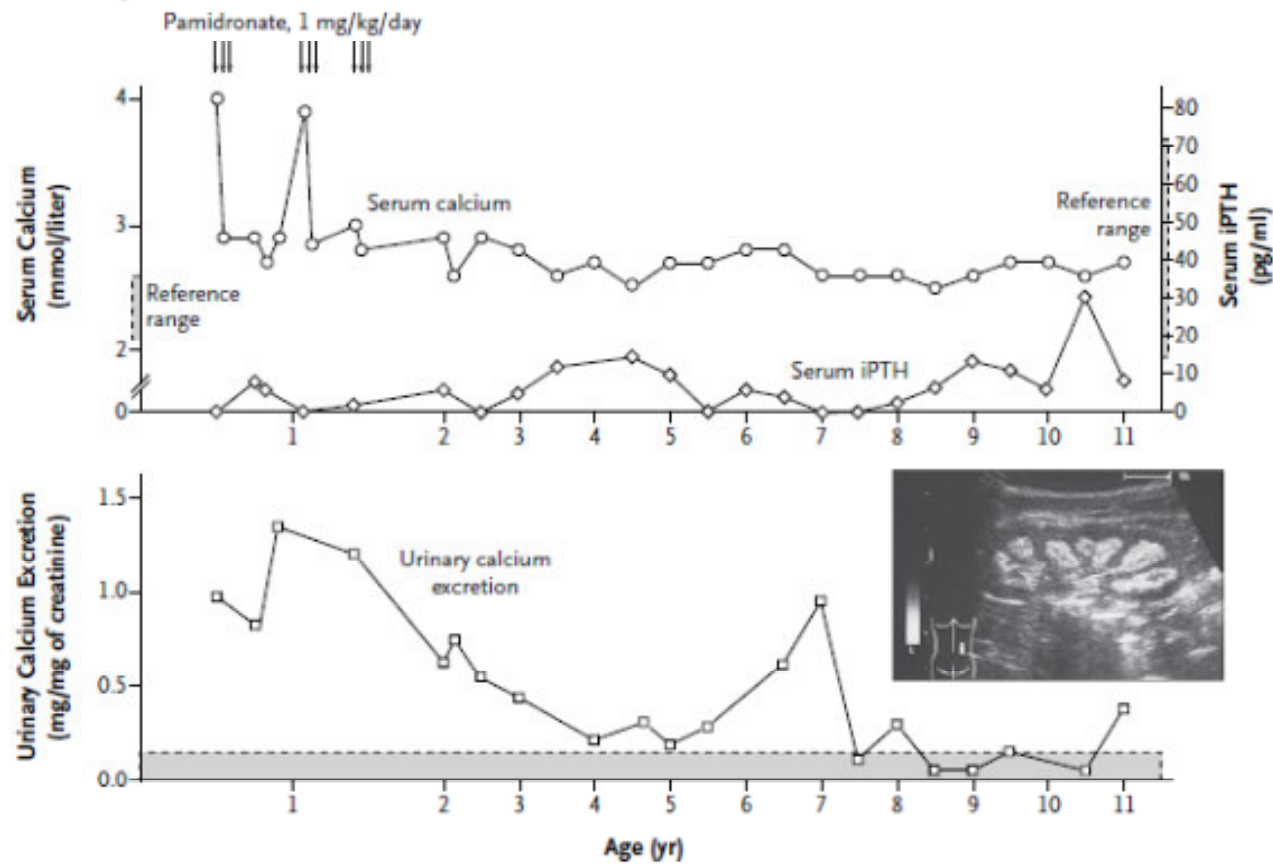 Pamidronate, 1 mg/kg/day
4
3
2
0
Serum Calcium
(mmol/liter)
Reference
range
Serum calcium
Serum iPTH
Reference
range
80
70
60
50
40
30
20
10
0
Serum iPTH
(pg/ml)
1
2
3
4
5
6
7
8
9
10
11
1.5
1.0
0.5
0.0
Urinary Calcium Excretion
(mg/mg of creatinine)
Urinary calcium
excretion
1
2
3
4
5
6
7
8
9
10
11
Age (yr)